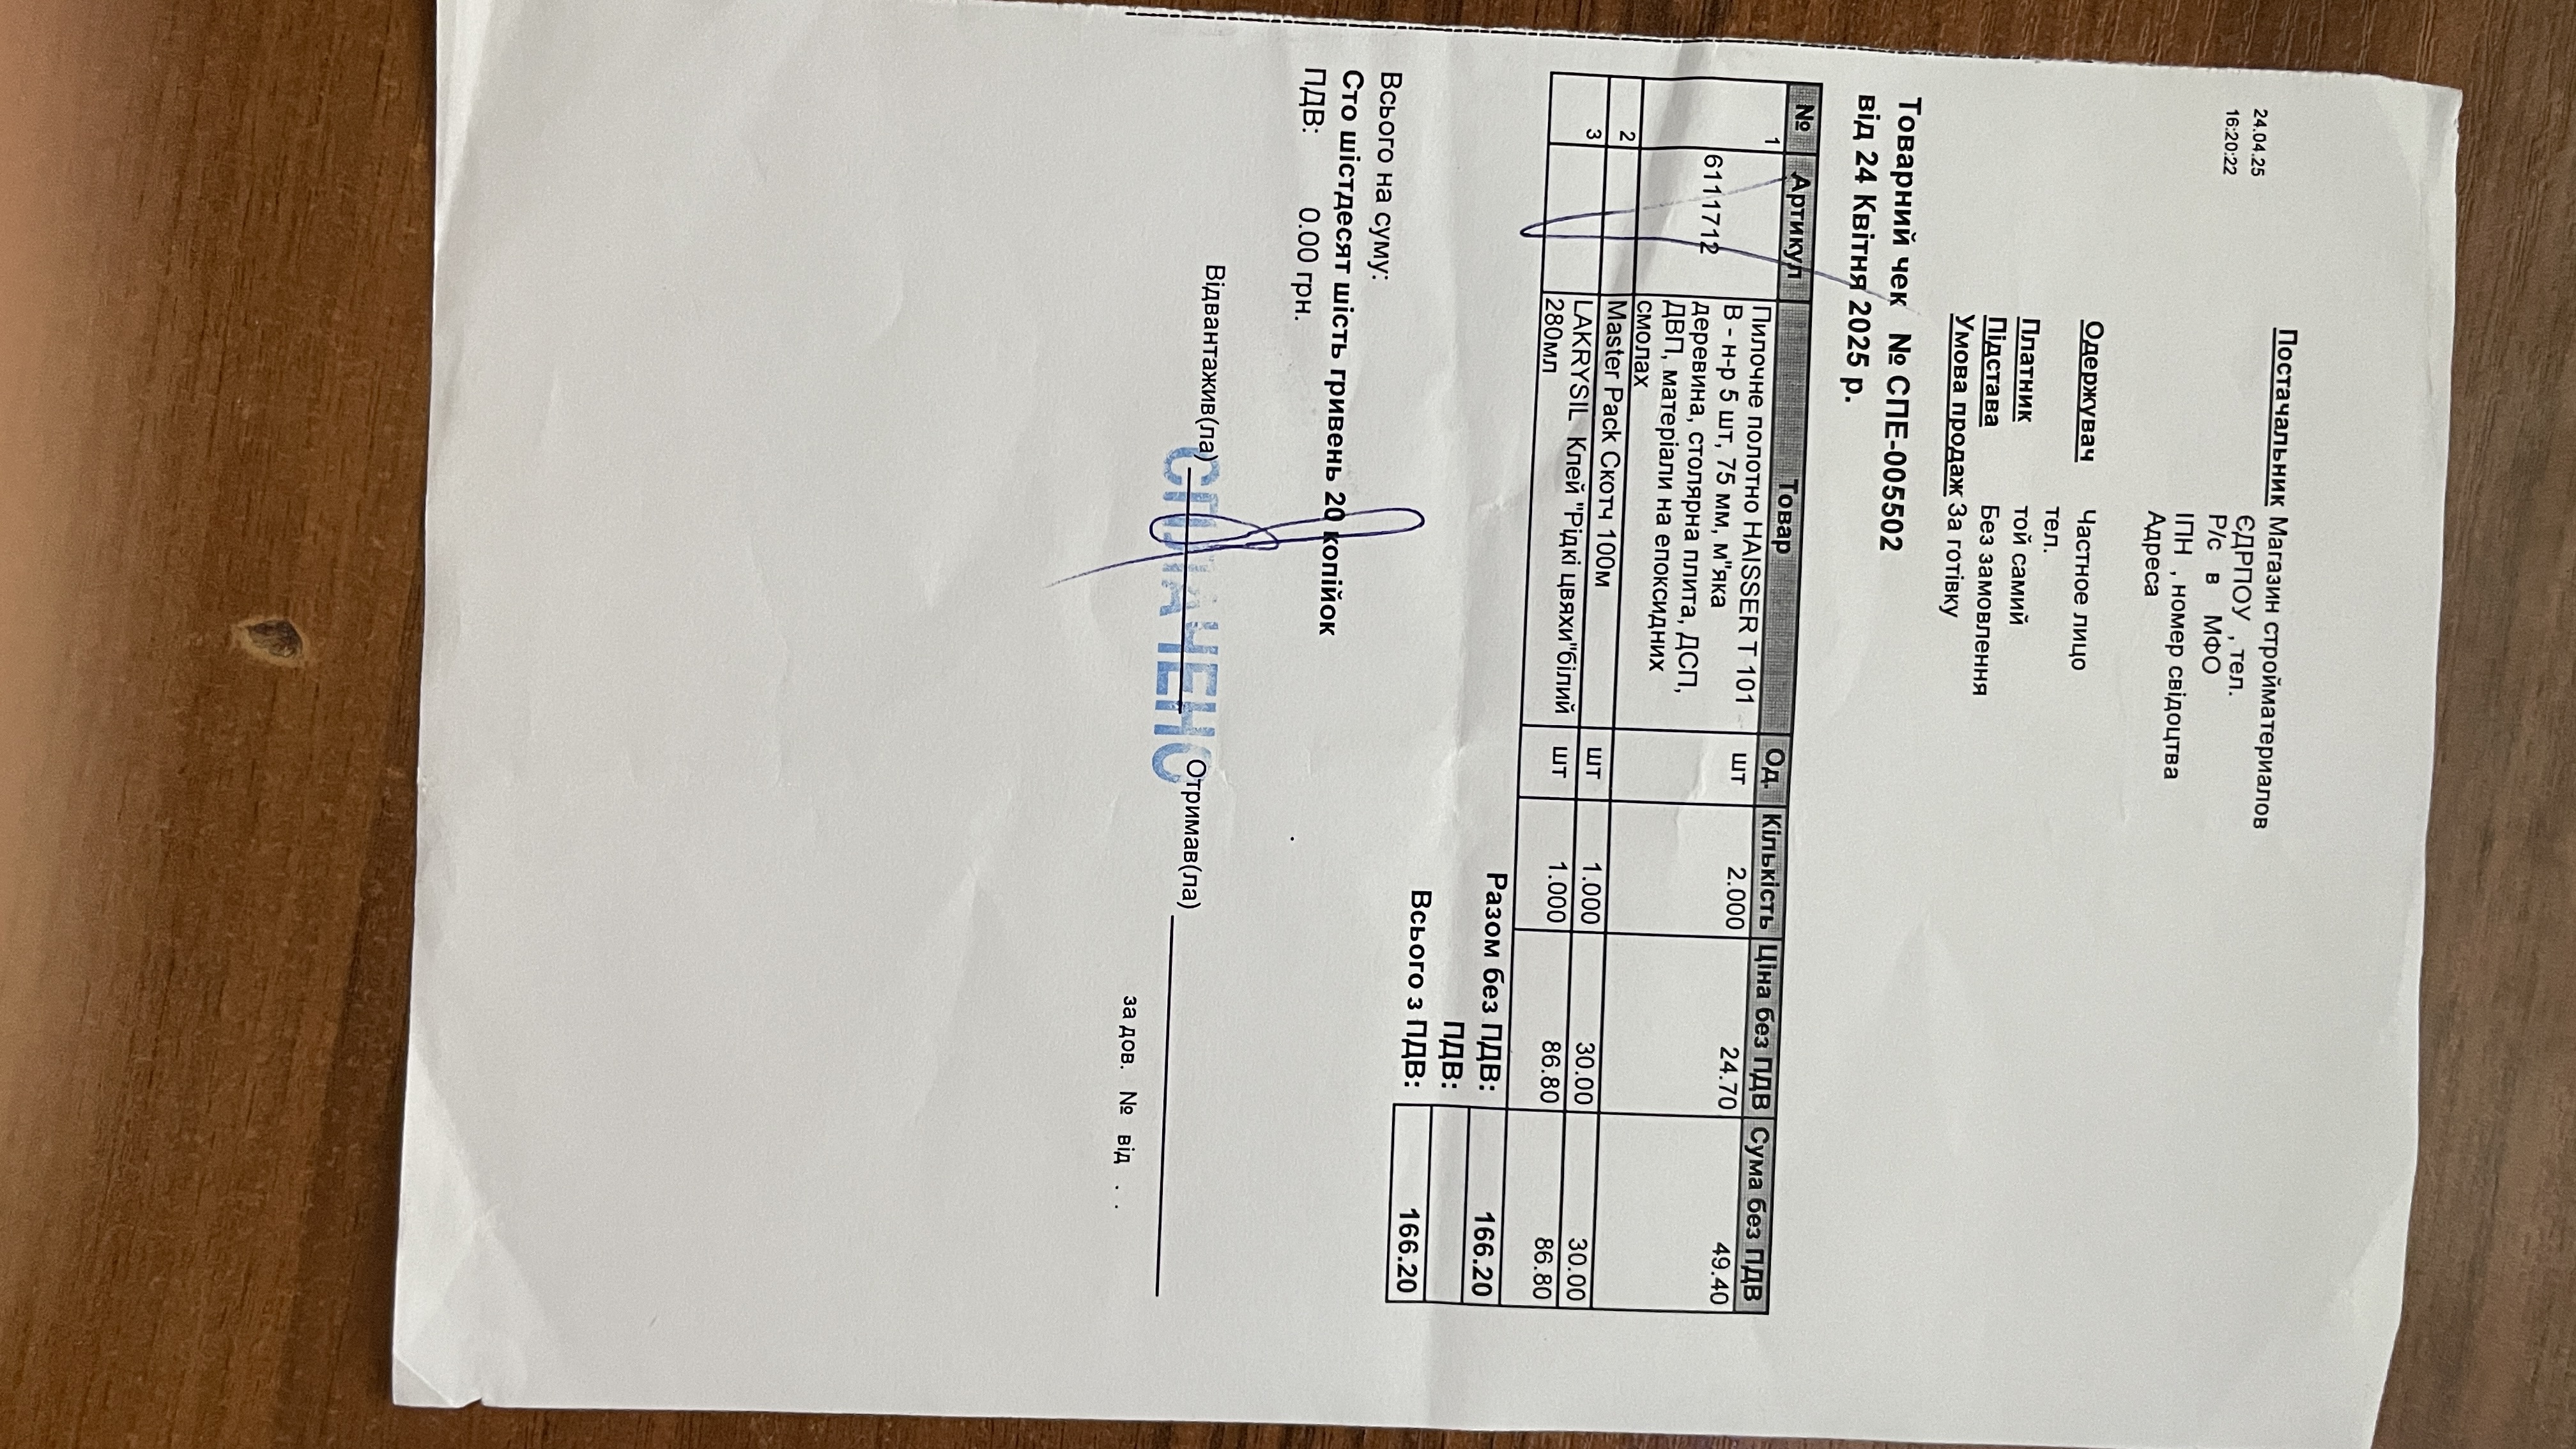 24.04.25
16:20:22
Постачальник Магазин стройматериалов
ЄДРПОУ , тел.
Р/с в МФО
ІПН , номер свідоцтва
Адреса
Одержувач Частное лицо
тел.
Платник той самий
Підстава Без замовлення
Умова продаж За готівку
Товарний чек № СПЕ-005502
від 24 Квітня 2025 р.
№ Артикул Товар Од. Кількість Ціна без ПДВ Сума без ПДВ
1 6111712 Пилочне полотно HAISSER T 101 шт 2.000 24.70 49.40
В - н-р 5 шт, 75 мм, м"яка
деревина, столярна плита, ДСП,
ДВП, матеріали на епоксидних
смолах
2 Master Pack Скотч 100м шт 1.000 30.00 30.00
3 LAKRYSIL Клей "Рідкі цвяхи"білий шт 1.000 86.80 86.80
280мл
Разом без ПДВ: 166.20
ПДВ:
Всього з ПДВ: 166.20
Всього на суму:
Сто шістдесят шість гривень 20 копійок
ПДВ: 0.00 грн.
Відвантажив(ла) СПЛАЧЕНО Отримав(ла)
за дов. № від . .